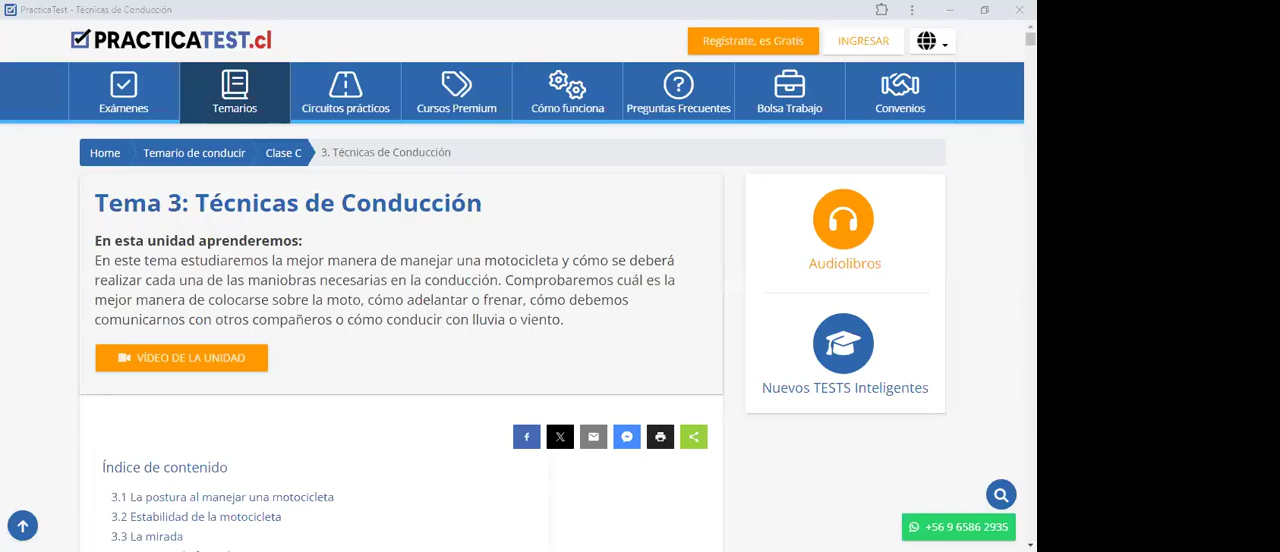 PracticaTest - Técnicas de Conducción
PRACTICATEST.cl
Regístrate, es Gratis
INGRESAR
Exámenes
Temarios
Circuitos prácticos
Cursos Premium
Cómo funciona
Preguntas Frecuentes
Bolsa Trabajo
Convenios
Home
Temario de conducir
Clase C
3. Técnicas de Conducción
Tema 3: Técnicas de Conducción
En esta unidad aprenderemos:
En este tema estudiaremos la mejor manera de manejar una motocicleta y cómo se deberá
realizar cada una de las maniobras necesarias en la conducción. Comprobaremos cuál es la
mejor manera de colocarse sobre la moto, cómo adelantar o frenar, cómo debemos
comunicarnos con otros compañeros o cómo conducir con lluvia o viento.
VÍDEO DE LA UNIDAD
Audiolibros
Nuevos TESTS Inteligentes
Índice de contenido
3.1 La postura al manejar una motocicleta
3.2 Estabilidad de la motocicleta
3.3 La mirada
+56 9 6586 2935